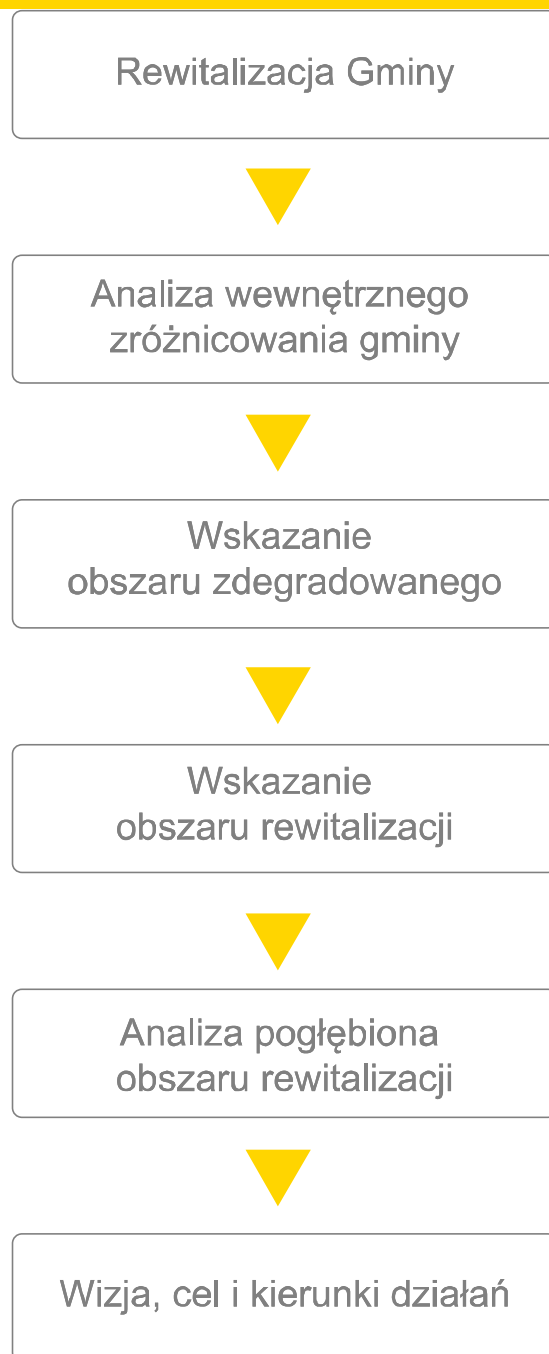 Rewitalizacja Gminy
Analiza wewnętrznego
zróżnicowania gminy
Wskazanie
obszaru zdegradowanego
Wskazanie
obszaru rewitalizacji
Analiza pogłębiona
obszaru rewitalizacji
Wizja, cel i kierunki działań